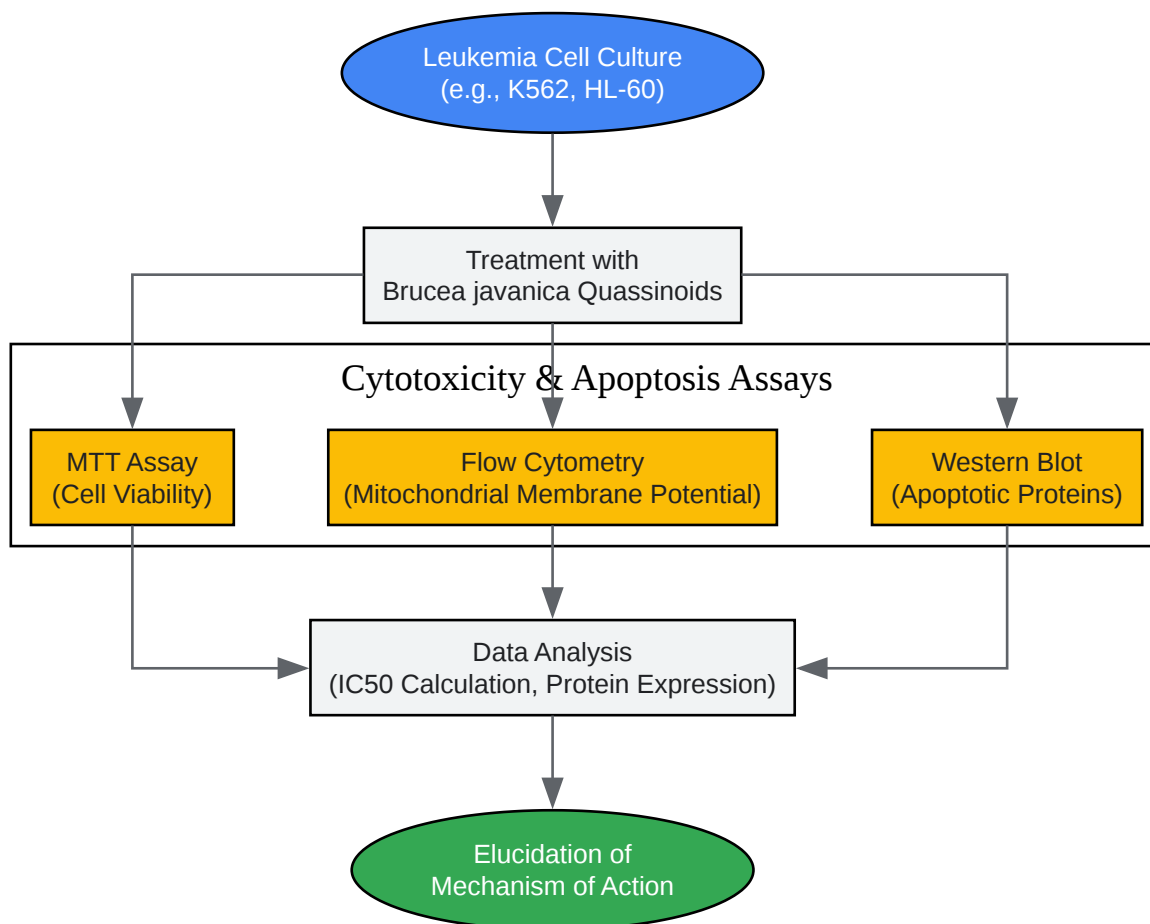 Leukemia Cell Culture
(e.g., K562, HL-60)
Treatment with
Brucea javanica Quassinoids
Cytotoxicity & Apoptosis Assays
MTT Assay
(Cell Viability)
Flow Cytometry
(Mitochondrial Membrane Potential)
Western Blot
(Apoptotic Proteins)
Data Analysis
(IC50 Calculation, Protein Expression)
Elucidation of
Mechanism of Action